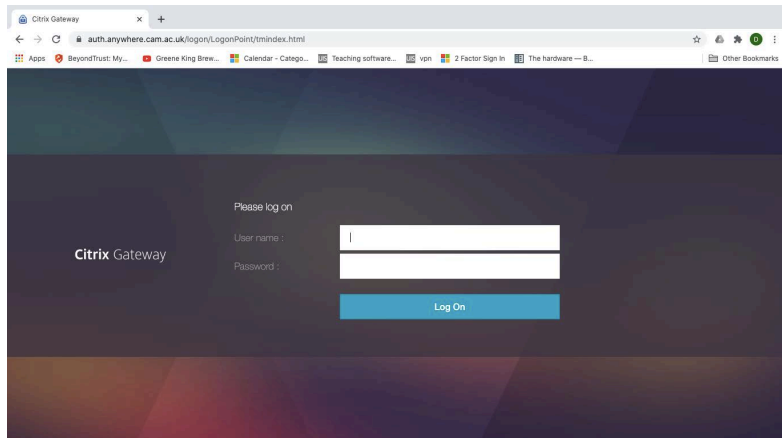 Citrix Gateway
auth.anywhere.cam.ac.uk/logon/LogonPoint/tmindex.html
D
Apps BeyondTrust: My... Greene King Brew... Calendar - Catego... UIS Teaching software... UIS vpn 2 Factor Sign In The hardware — B... Other Bookmarks
Please log on
User name :
Citrix Gateway
Password :
Log On